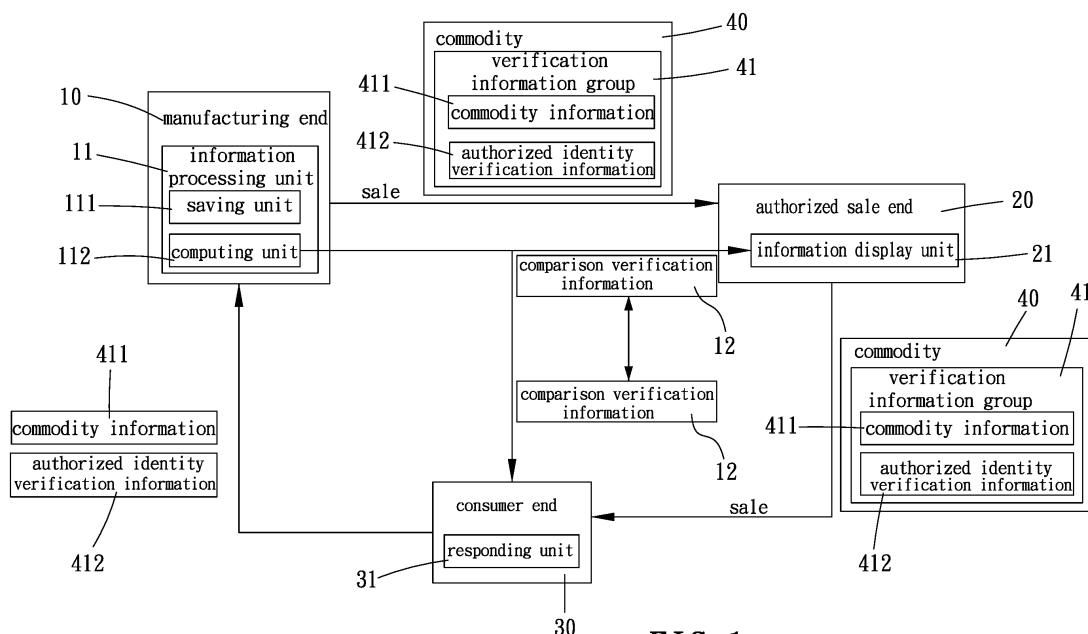 40
commodity
verification
information group
41
411
commodity information
412
authorized identity
verification information
10
manufacturing end
11
information
processing unit
111
saving unit
112
computing unit
sale
authorized sale end
20
information display unit
21
comparison verification
information
12
comparison verification
information
12
40
41
commodity
verification
information group
411
commodity information
authorized identity
verification information
412
411
commodity information
authorized identity
verification information
412
consumer end
responding unit
31
30
sale
FIG. 1